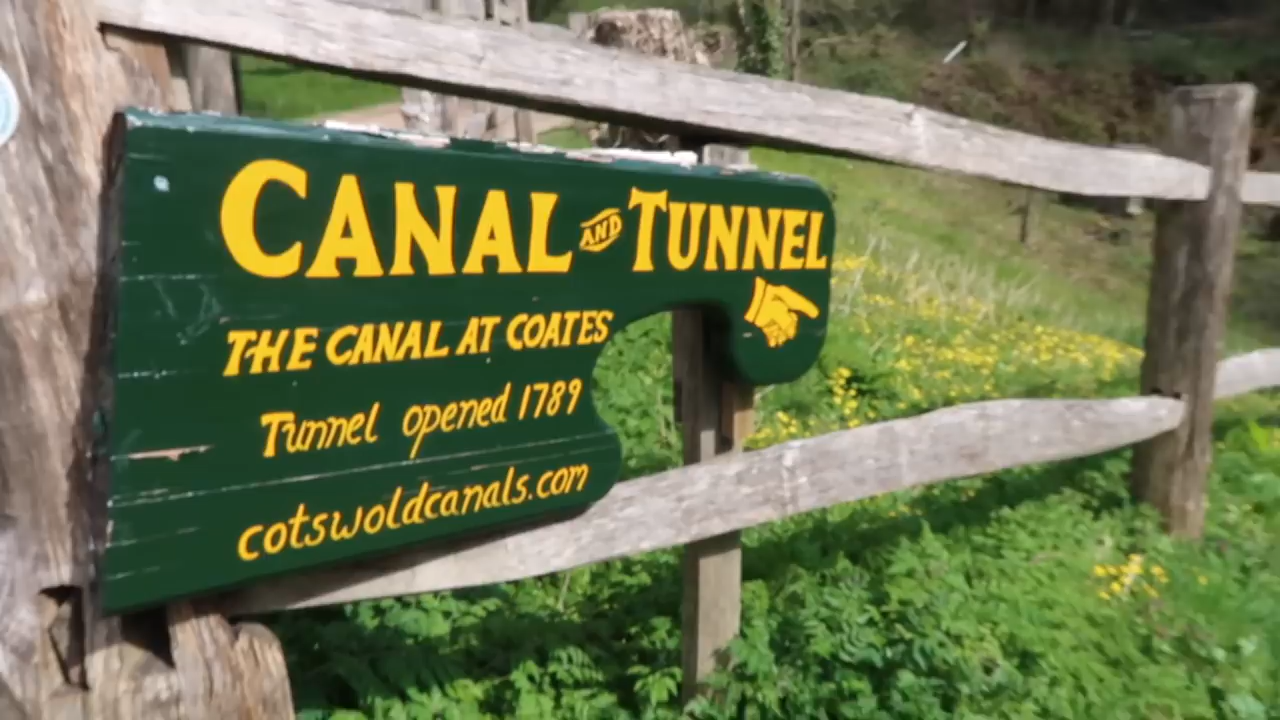 CANAL AND TUNNEL
THE CANAL AT COATES
Tunnel opened 1789
cotswoldcanals.com